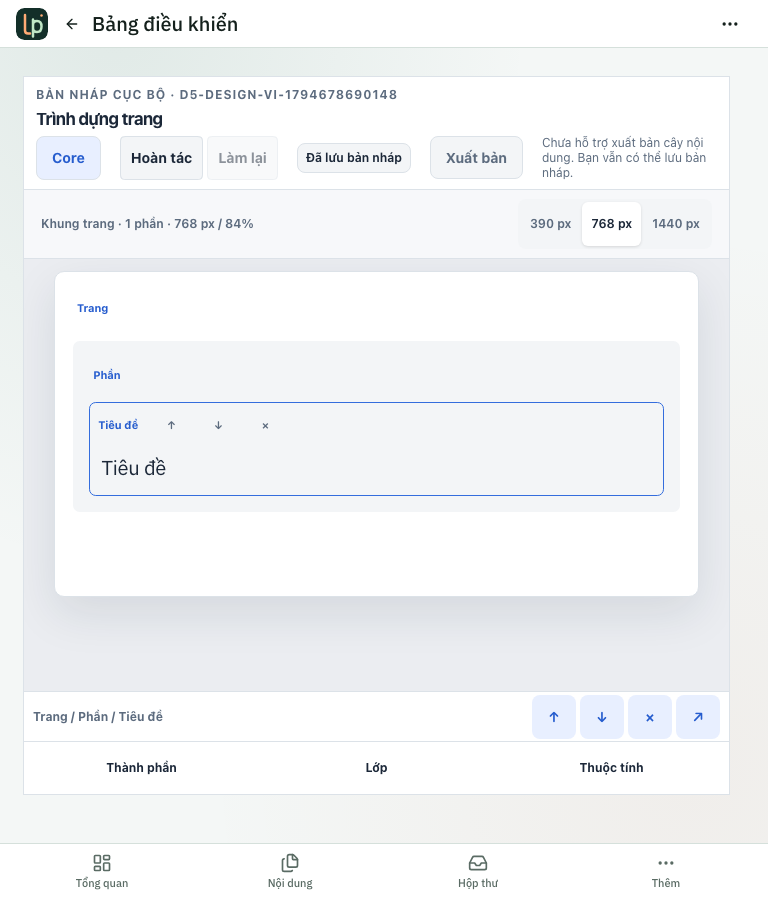 lp
Bảng điều khiển
BẢN NHÁP CỤC BỘ · D5-DESIGN-VI-1794678690148
Trình dựng trang
Core
Hoàn tác
Làm lại
Đã lưu bản nháp
Xuất bản
Chưa hỗ trợ xuất bản cây nội
dung. Bạn vẫn có thể lưu bản
nháp.
Khung trang · 1 phần · 768 px / 84%
390 px
768 px
1440 px
Trang
Phần
Tiêu đề
Tiêu đề
Trang / Phần / Tiêu đề
Thành phần
Lớp
Thuộc tính
Tổng quan
Nội dung
Hộp thư
Thêm